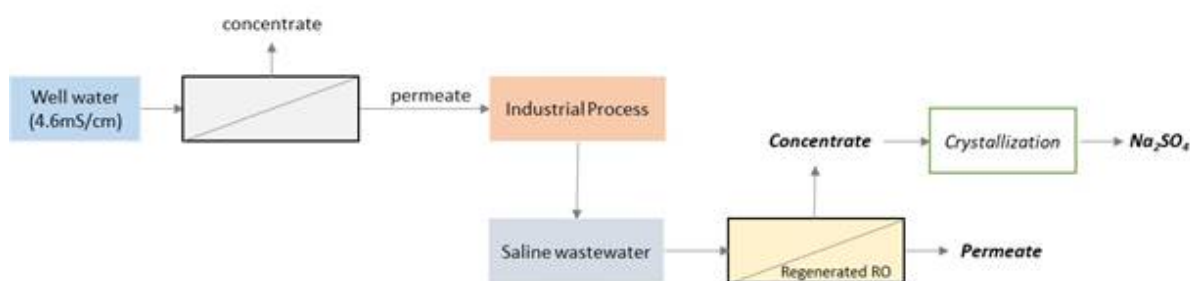 concentrate
Well water
(4.6mS/cm)
permeate
Industrial Process
Concentrate
Crystallization
Na₂SO₄
Saline wastewater
Regenerated RO
Permeate